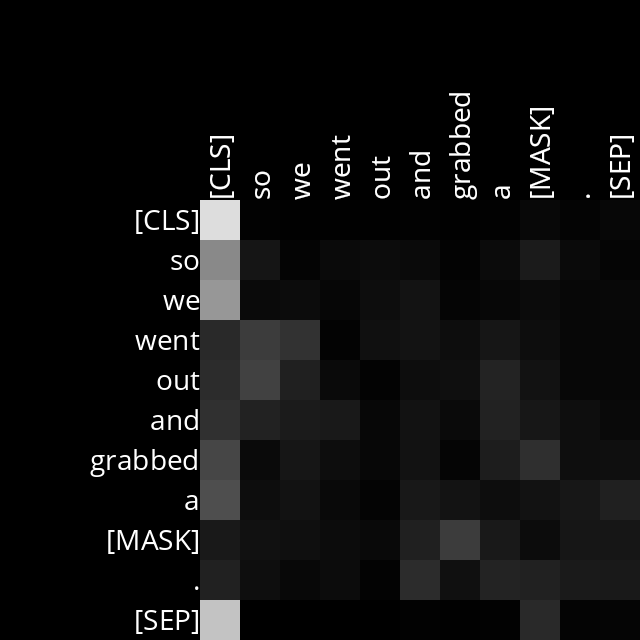 [CLS] so we went out and grabbed a [MASK] . [SEP]
[CLS]
so
we
went
out
and
grabbed
a
[MASK]
.
[SEP]